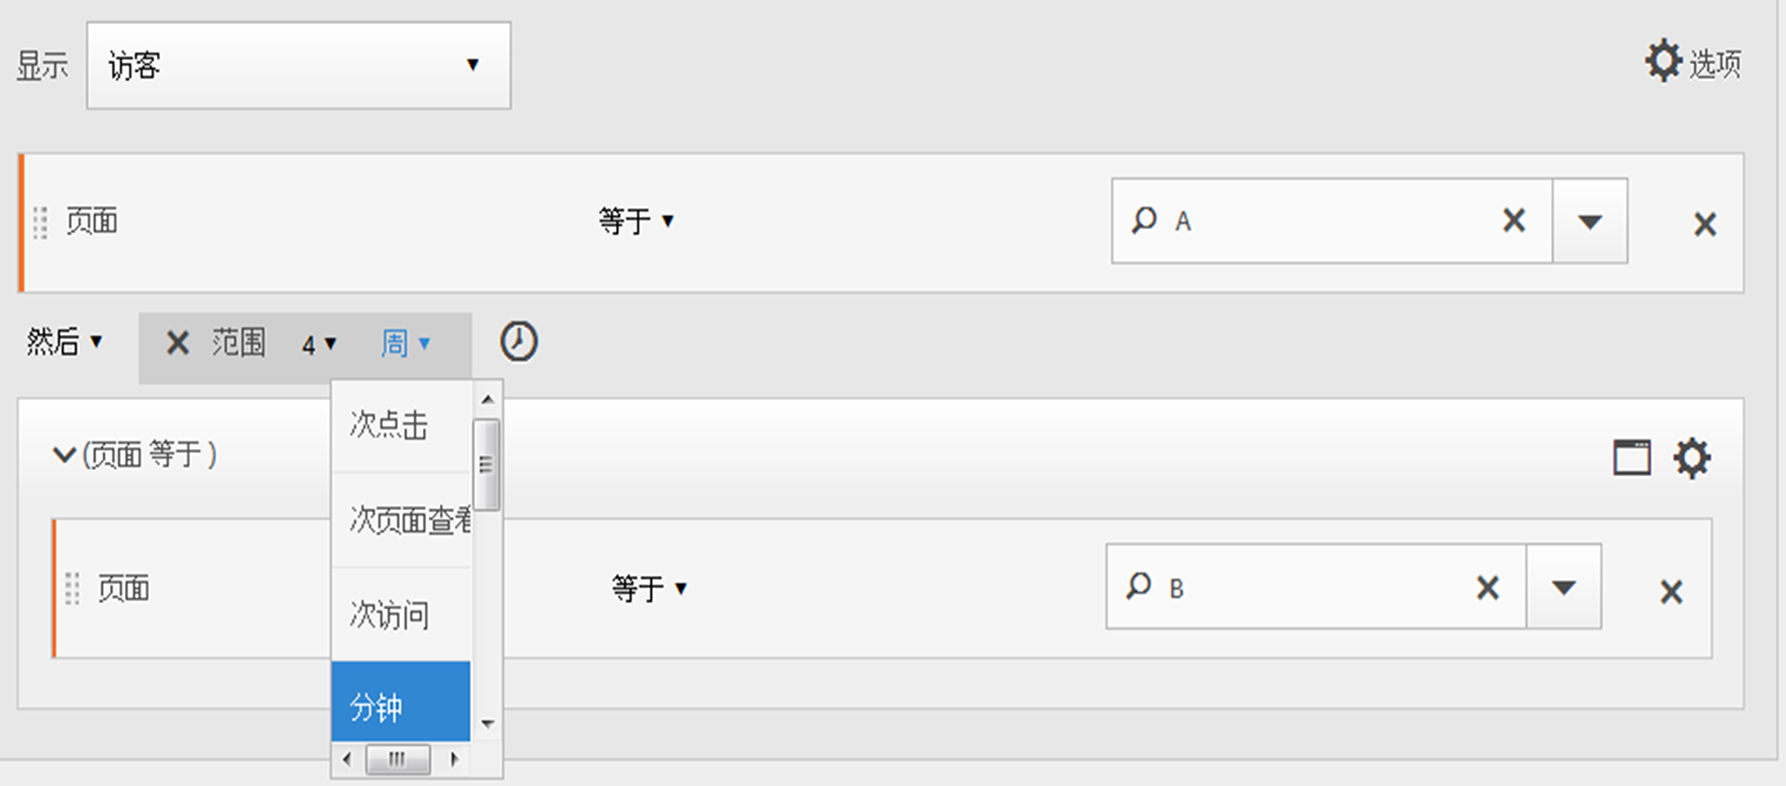 显示 访客 选项
页面 等于 A
然后 范围 4 周
次点击
(页面 等于 )
次页面查看
次访问
页面 等于 B
分钟